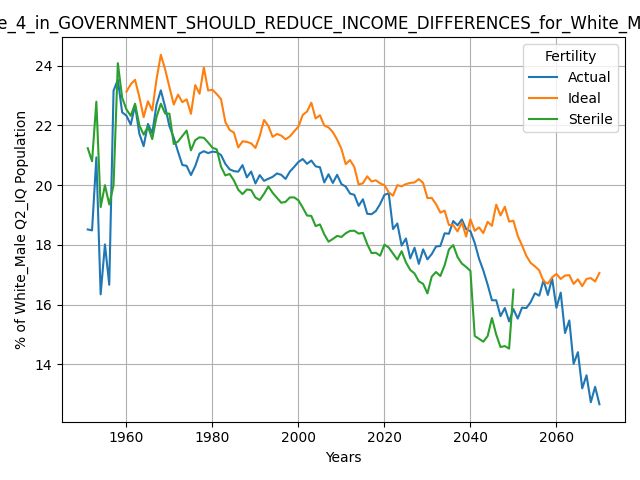 e_4_in_GOVERNMENT_SHOULD_REDUCE_INCOME_DIFFERENCES_for_White_M
Fertility
Actual
Ideal
Sterile
% of White_Male Q2_IQ Population
24
22
20
18
16
14
1960 1980 2000 2020 2040 2060
Years